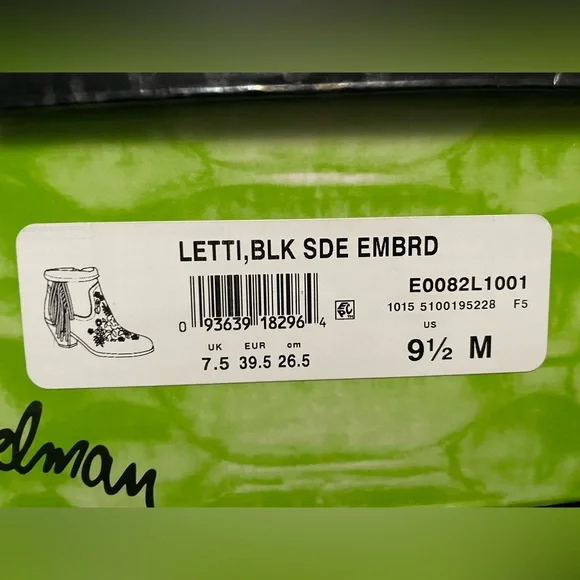 LETTI,BLK SDE EMBRD
E0082L1001
0 93639 18296 4
1015 5100195228 F5
UK EUR cm US
7.5 39.5 26.5 9½ M
elman